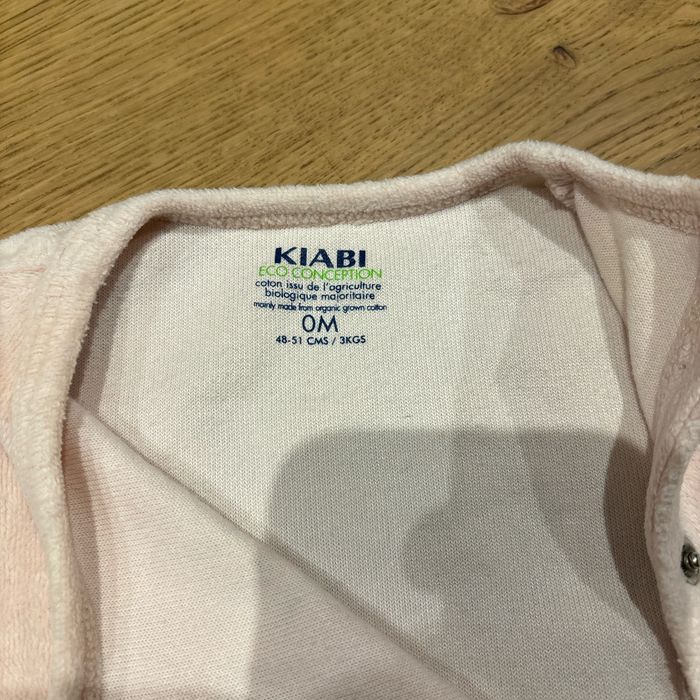 KIABI
ECO CONCEPTION
coton issu de l'agriculture
biologique majoritaire
mainly made from organic grown cotton
0M
48-51 CMS / 3KGS